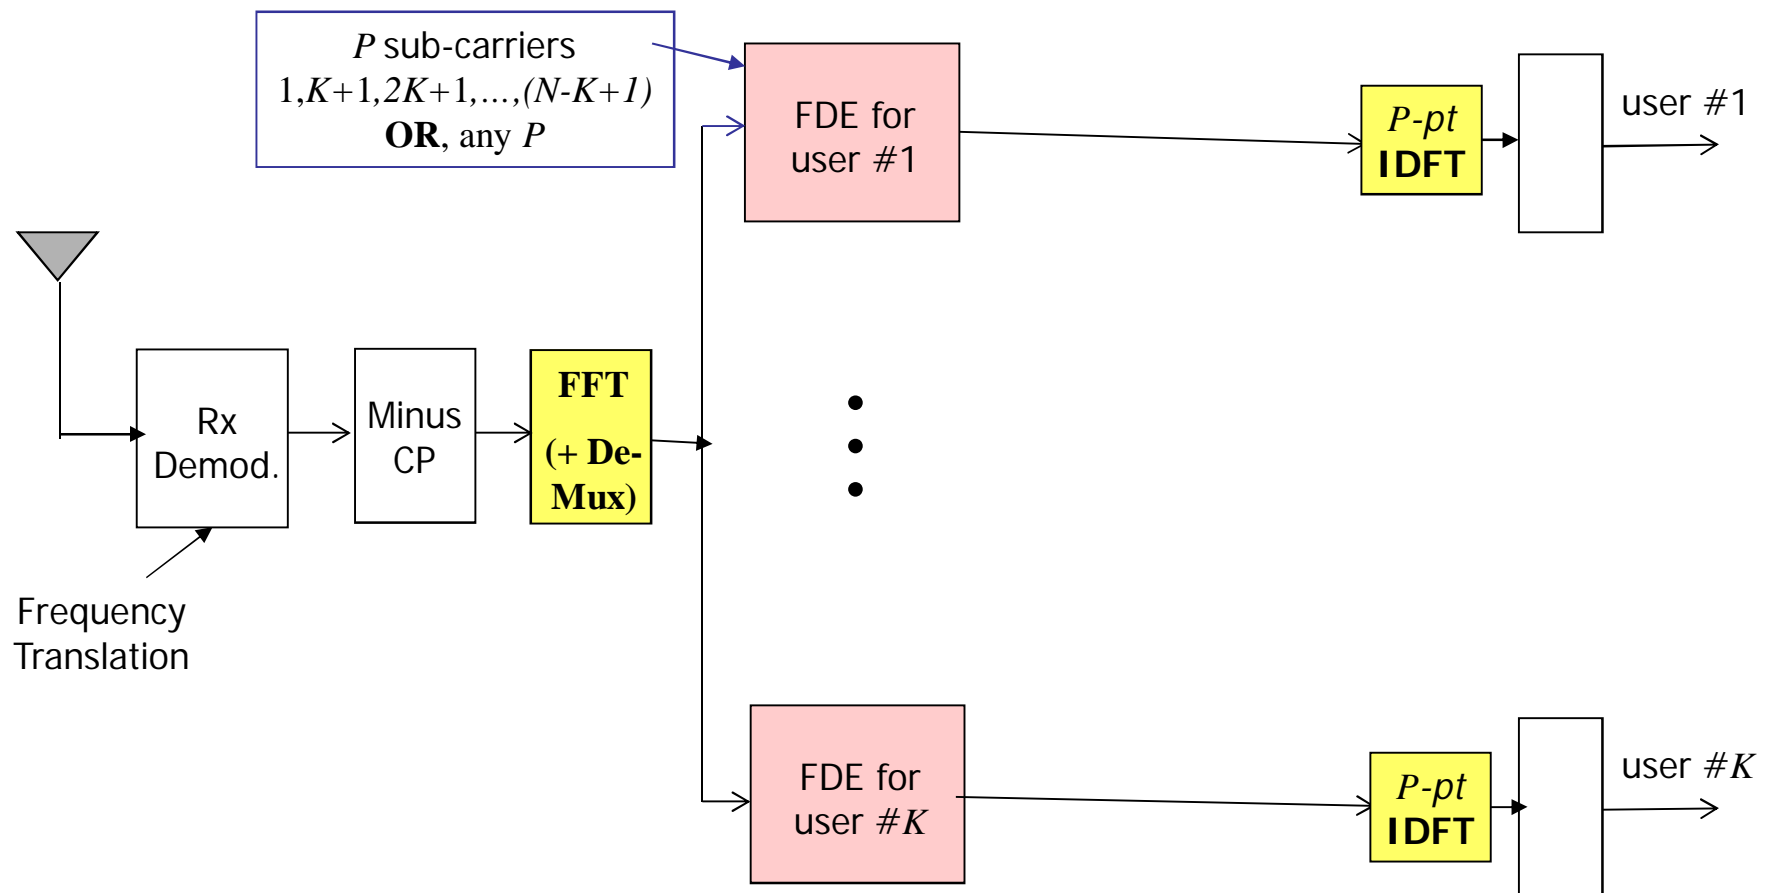 P sub-carriers
1,K+1,2K+1,...,(N-K+1)
OR, any P
FDE for
user #1
P-pt
IDFT
user #1
Rx
Demod.
Minus
CP
FFT
(+ De-
Mux)
Frequency
Translation
FDE for
user #K
P-pt
IDFT
user #K